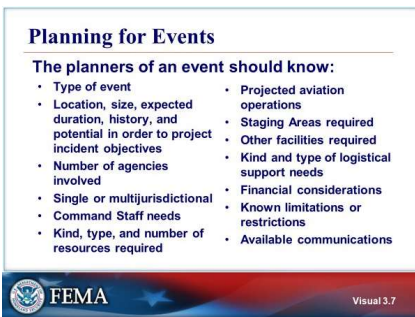 Planning for Events
The planners of an event should know:
• Type of event
• Location, size, expected
duration, history, and
potential in order to project
incident objectives
• Number of agencies
involved
• Single or multijurisdictional
• Command Staff needs
• Kind, type, and number of
resources required
• Projected aviation
operations
• Staging Areas required
• Other facilities required
• Kind and type of logistical
support needs
• Financial considerations
• Known limitations or
restrictions
• Available communications
FEMA
Visual 3.7